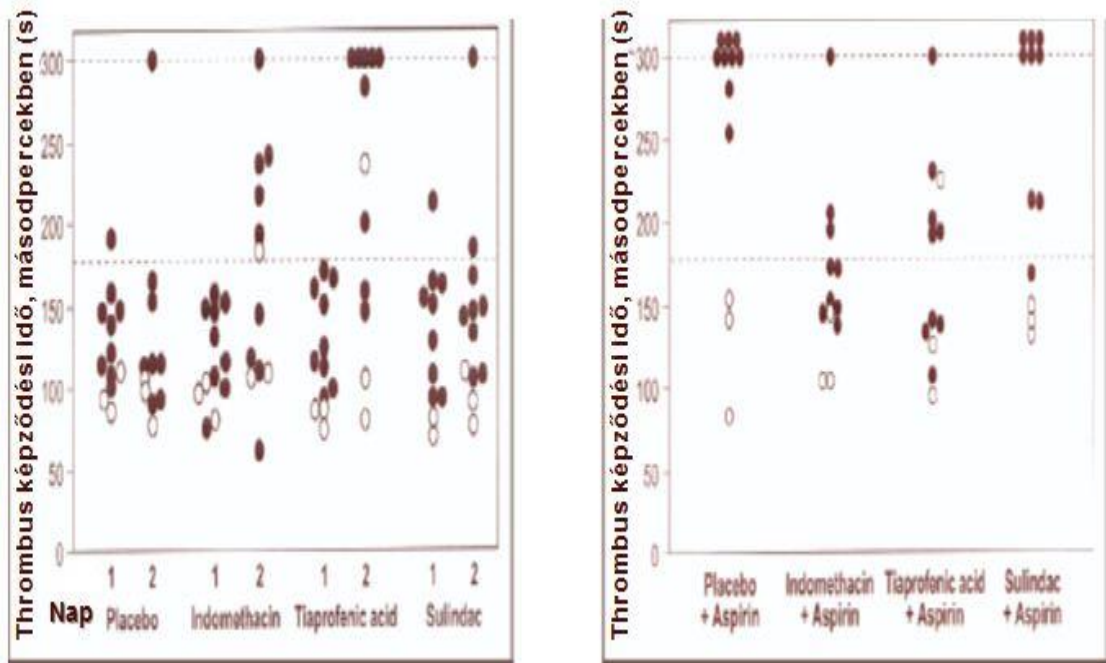 Thrombus képződési idő, másodpercekben (s)
300
250
200
150
100
50
0
1 2 1 2 1 2 1 2
Nap Placebo Indomethacin Tiaprofenic acid Sulindac
Thrombus képződési idő, másodpercekben (s)
300
250
200
150
100
50
0
Placebo Indomethacin Tiaprofenic acid Sulindac
+ Aspirin + Aspirin + Aspirin + Aspirin